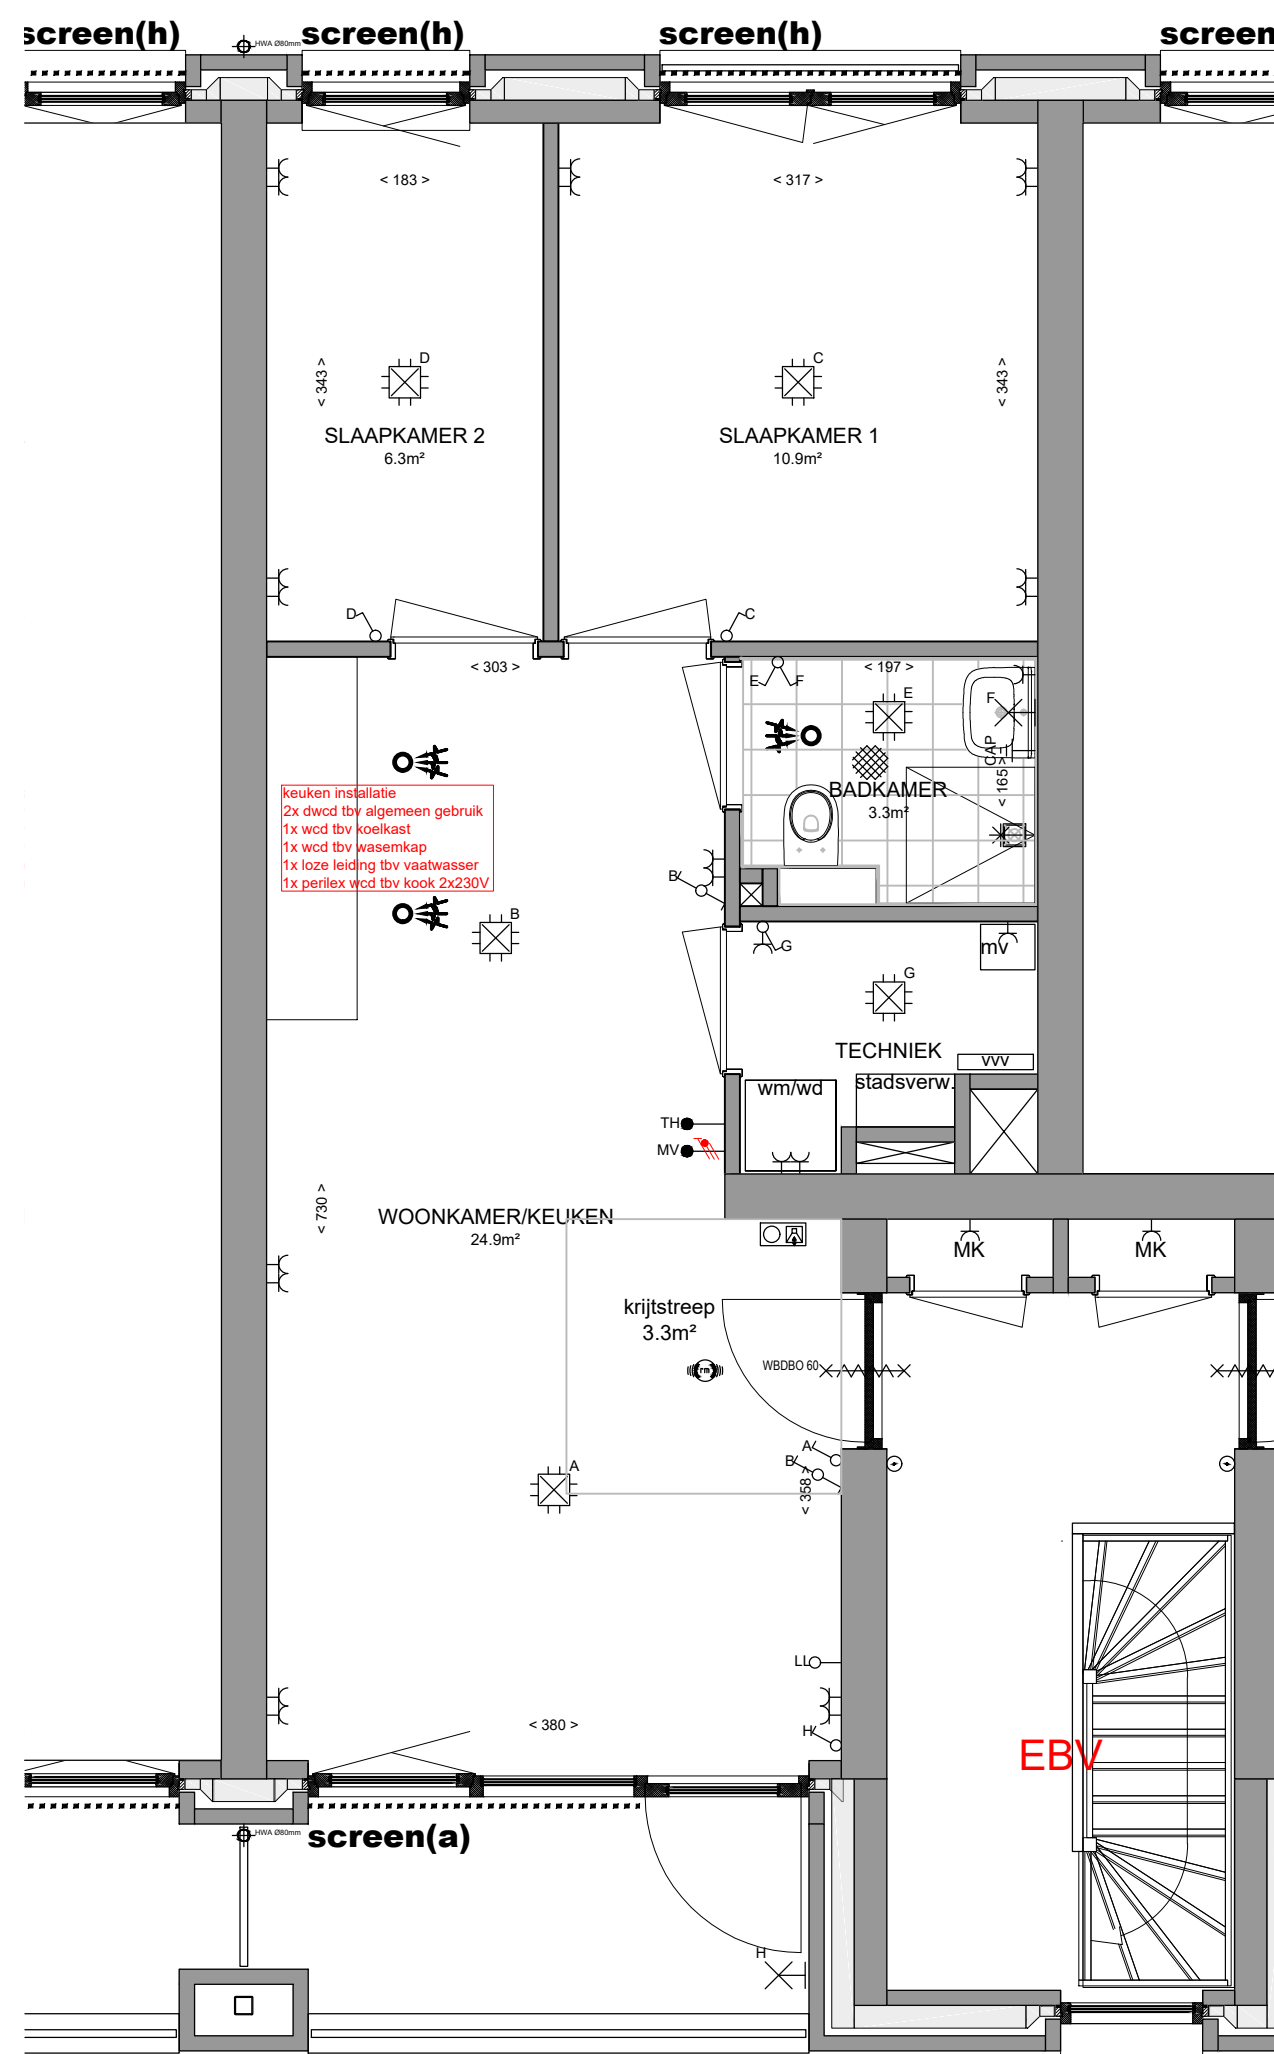 screen(h)
HWA Ø80mm
screen(h)
screen(h)
screen
< 183 >
< 317 >
< 343 >
D
C
< 343 >
SLAAPKAMER 2
6.3m²
SLAAPKAMER 1
10.9m²
D
C
< 303 >
< 197 >
E
F
E
F
CAP
< 165 >
keuken installatie
2x dwcd tbv algemeen gebruik
1x wcd tbv koelkast
1x wcd tbv wasemkap
1x loze leiding tbv vaatwasser
1x perilex wcd tbv kook 2x230V
BADKAMER
3.3m²
B
B
G
mv
G
TECHNIEK
vvv
wm/wd
stadsverw.
TH
MV
< 730 >
WOONKAMER/KEUKEN
24.9m²
MK
MK
krijtstreep
3.3m²
rm
WBDBO 60
A
B
< 358 >
A
LL
H
< 380 >
EBV
HWA Ø80mm
screen(a)
H